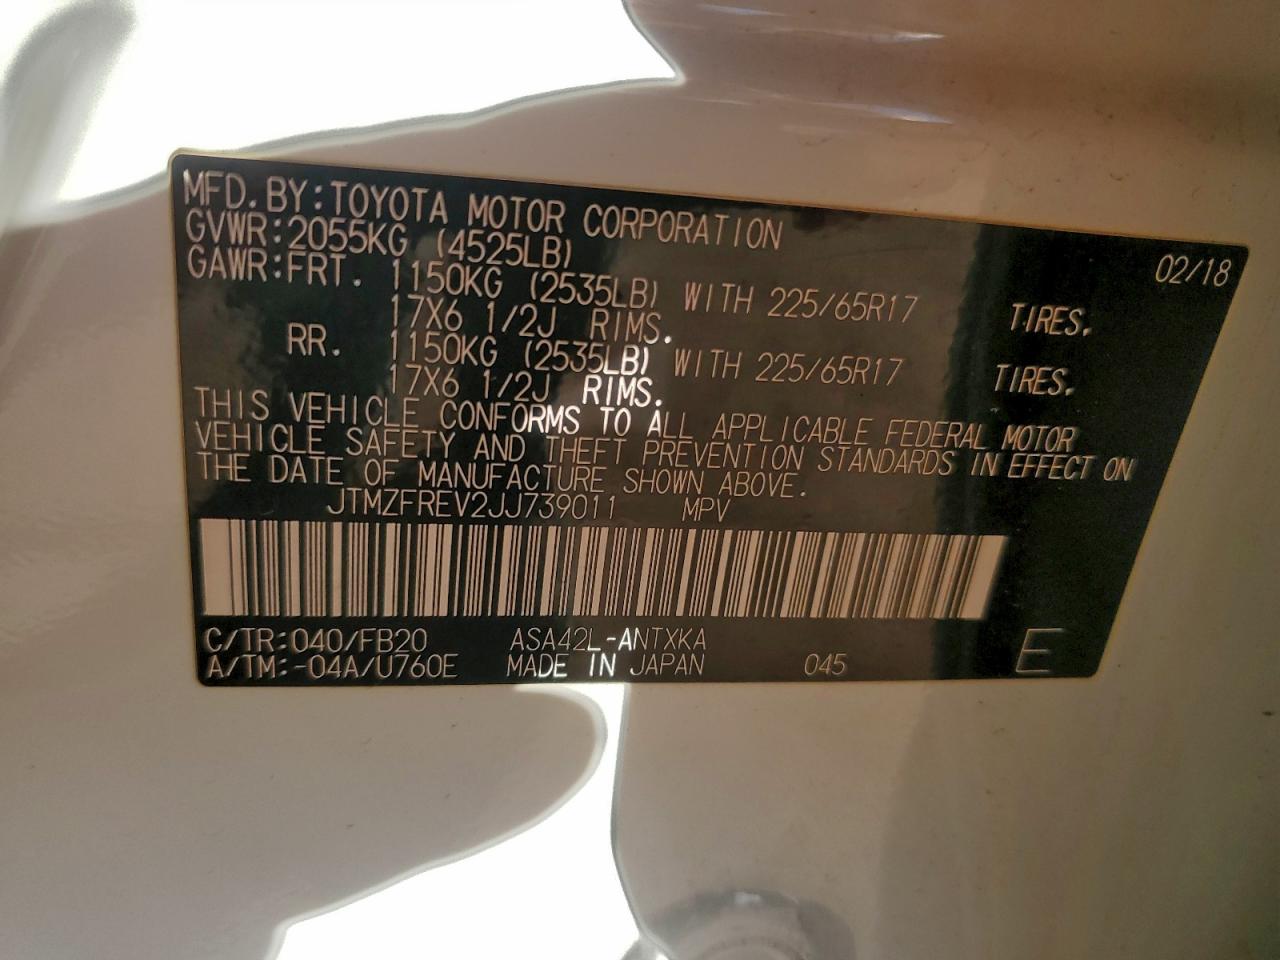 MFD.BY:TOYOTA MOTOR CORPORATION 02/18
GVWR:2055KG (4525LB)
GAWR:FRT. 1150KG (2535LB) WITH 225/65R17 TIRES.
17X6 1/2J RIMS.
RR. 1150KG (2535LB) WITH 225/65R17 TIRES.
17X6 1/2J RIMS.
THIS VEHICLE CONFORMS TO ALL APPLICABLE FEDERAL MOTOR
VEHICLE SAFETY AND THEFT PREVENTION STANDARDS IN EFFECT ON
THE DATE OF MANUFACTURE SHOWN ABOVE.
JTMZFREV2JJ739011 MPV
C/TR:040/FB20 ASA42L-ANTXKA
A/TM:-04A/U760E MADE IN JAPAN 045 E